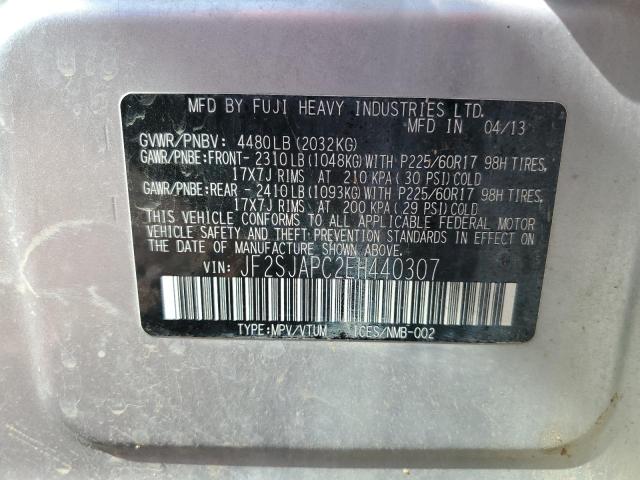 MFD BY FUJI HEAVY INDUSTRIES LTD.
MFD IN 04/13
GVWR/PNBV: 4480LB(2032KG)
GAWR/PNBE:FRONT- 2310LB(1048KG)WITH P225/60R17 98H TIRES,
17X7J RIMS AT 210 KPA(30 PSI)COLD
GAWR/PNBE:REAR - 2410LB(1093KG)WITH P225/60R17 98H TIRES,
17X7J RIMS AT 200 KPA(29 PSI)COLD
THIS VEHICLE CONFORMS TO ALL APPLICABLE FEDERAL MOTOR
VEHICLE SAFETY AND THEFT PREVENTION STANDARDS IN EFFECT ON
THE DATE OF MANUFACTURE SHOWN ABOVE.
VIN: JF2SJAPC2EH440307
TYPE:MPV/VTUM ICES/NMB-002